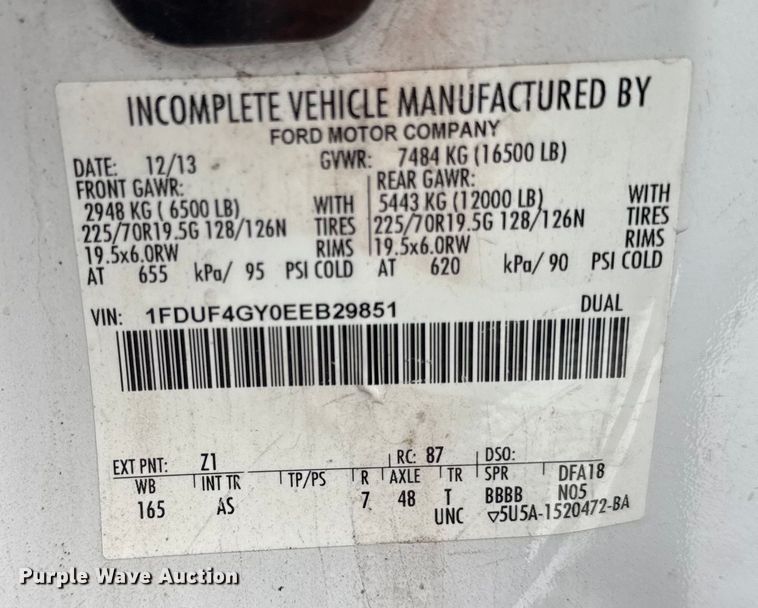 INCOMPLETE VEHICLE MANUFACTURED BY
FORD MOTOR COMPANY
DATE: 12/13 GVWR: 7484 KG (16500 LB)
FRONT GAWR: REAR GAWR:
2948 KG ( 6500 LB) WITH 5443 KG (12000 LB) WITH
225/70R19.5G 128/126N TIRES 225/70R19.5G 128/126N TIRES
19.5x6.0RW RIMS 19.5x6.0RW RIMS
AT 655 kPa/ 95 PSI COLD AT 620 kPa/ 90 PSI COLD
VIN: 1FDUF4GY0EEB29851 DUAL
EXT PNT: Z1 RC: 87 DSO:
WB INT TR TP/PS R AXLE TR SPR DFA18
165 AS 7 48 T BBBB N05
UNC ▽5U5A-1520472-BA
Purple Wave Auction